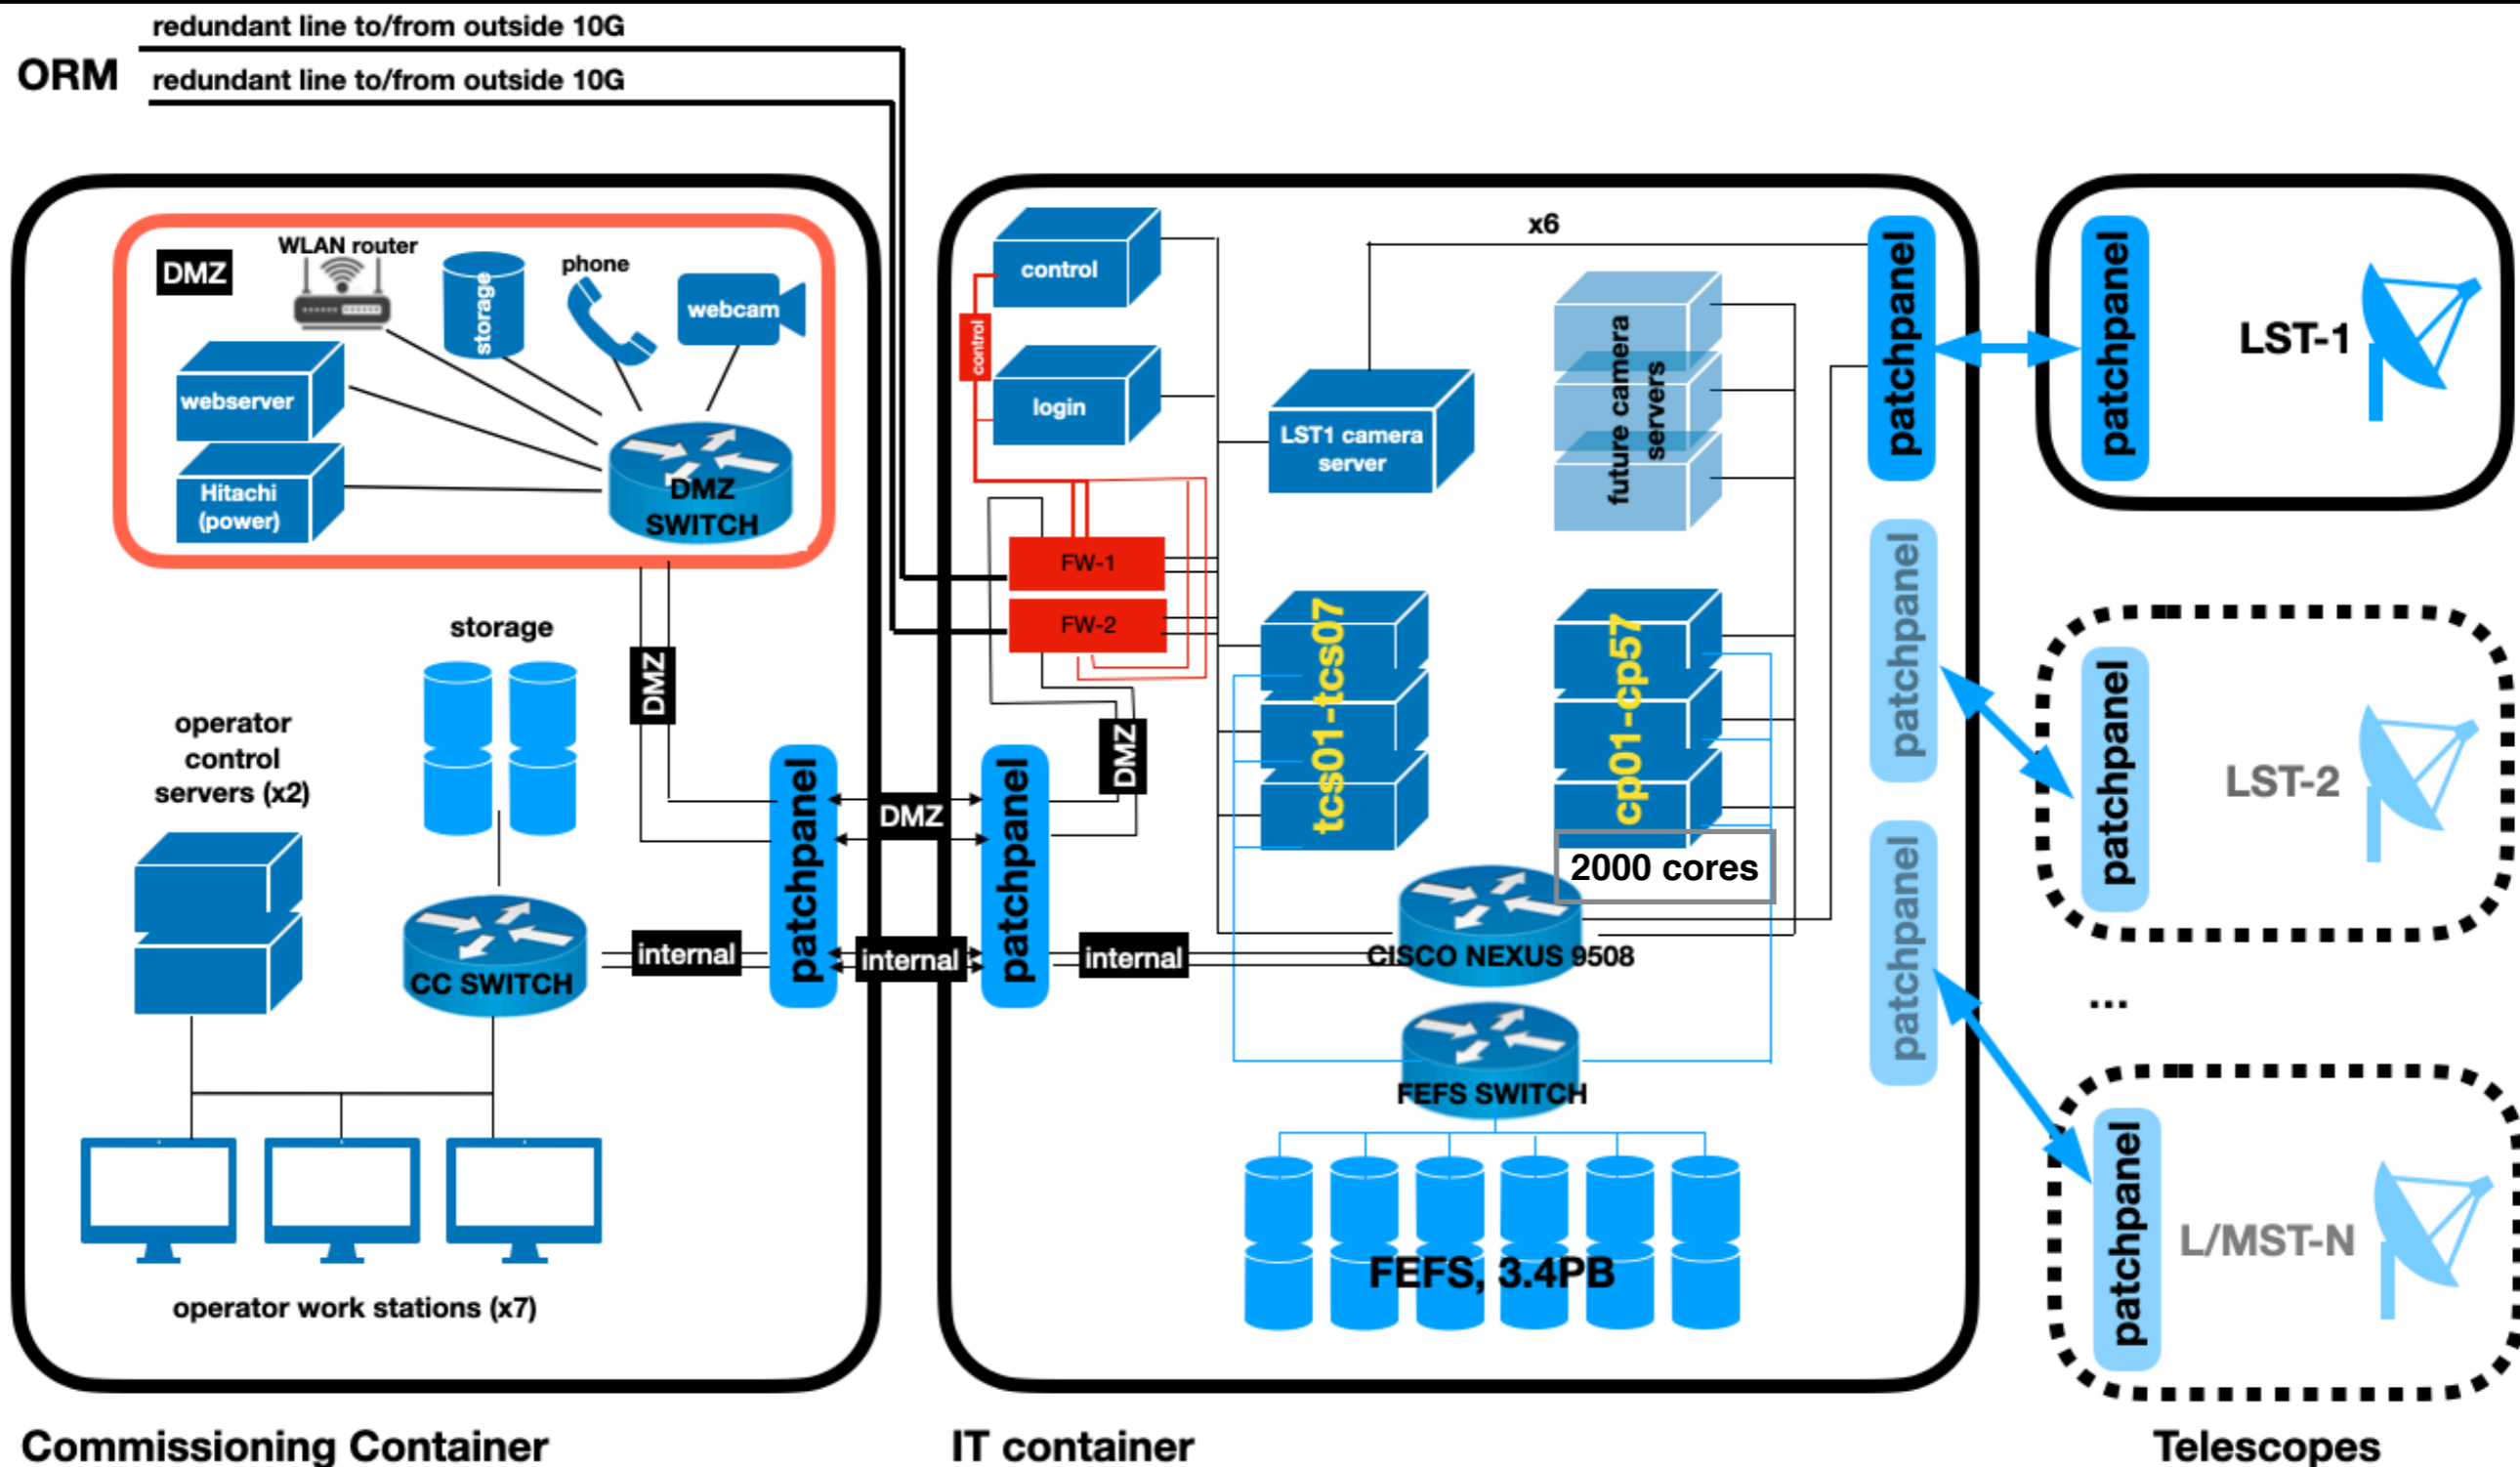 redundant line to/from outside 10G
ORM
redundant line to/from outside 10G
DMZ
WLAN router
storage
phone
webcam
webserver
Hitachi
(power)
DMZ
SWITCH
storage
DMZ
operator
control
servers (x2)
CC SWITCH
internal
patchpanel
DMZ
internal
operator work stations (x7)
control
control
login
x6
LST1 camera
server
future camera
servers
FW-1
FW-2
DMZ
patchpanel
internal
tcs01-tcs07
cp01-cp57
2000 cores
CISCO NEXUS 9508
FEFS SWITCH
FEFS, 3.4PB
patchpanel
patchpanel
patchpanel
patchpanel
LST-1
patchpanel
LST-2
...
patchpanel
L/MST-N
Commissioning Container
IT container
Telescopes